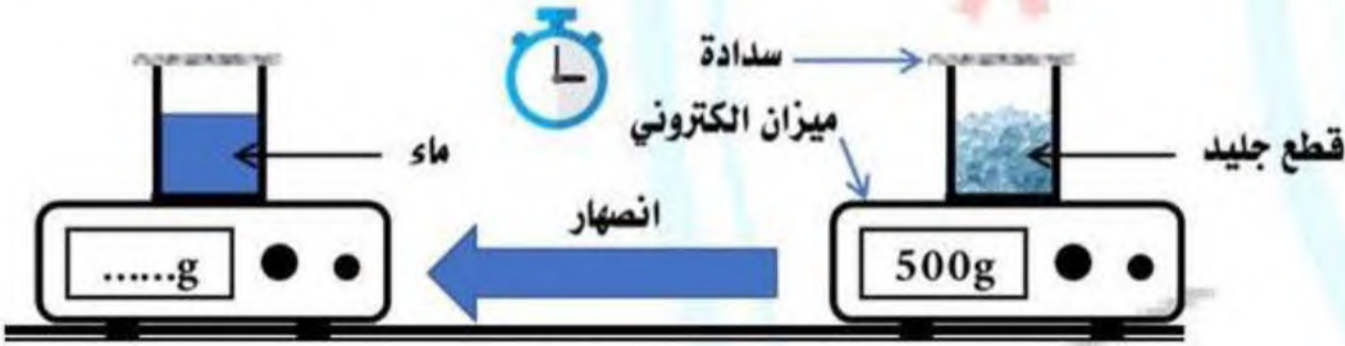 سدادة
ميزان الكتروني
قطع جليد
ماء
انصهار
500g
......g